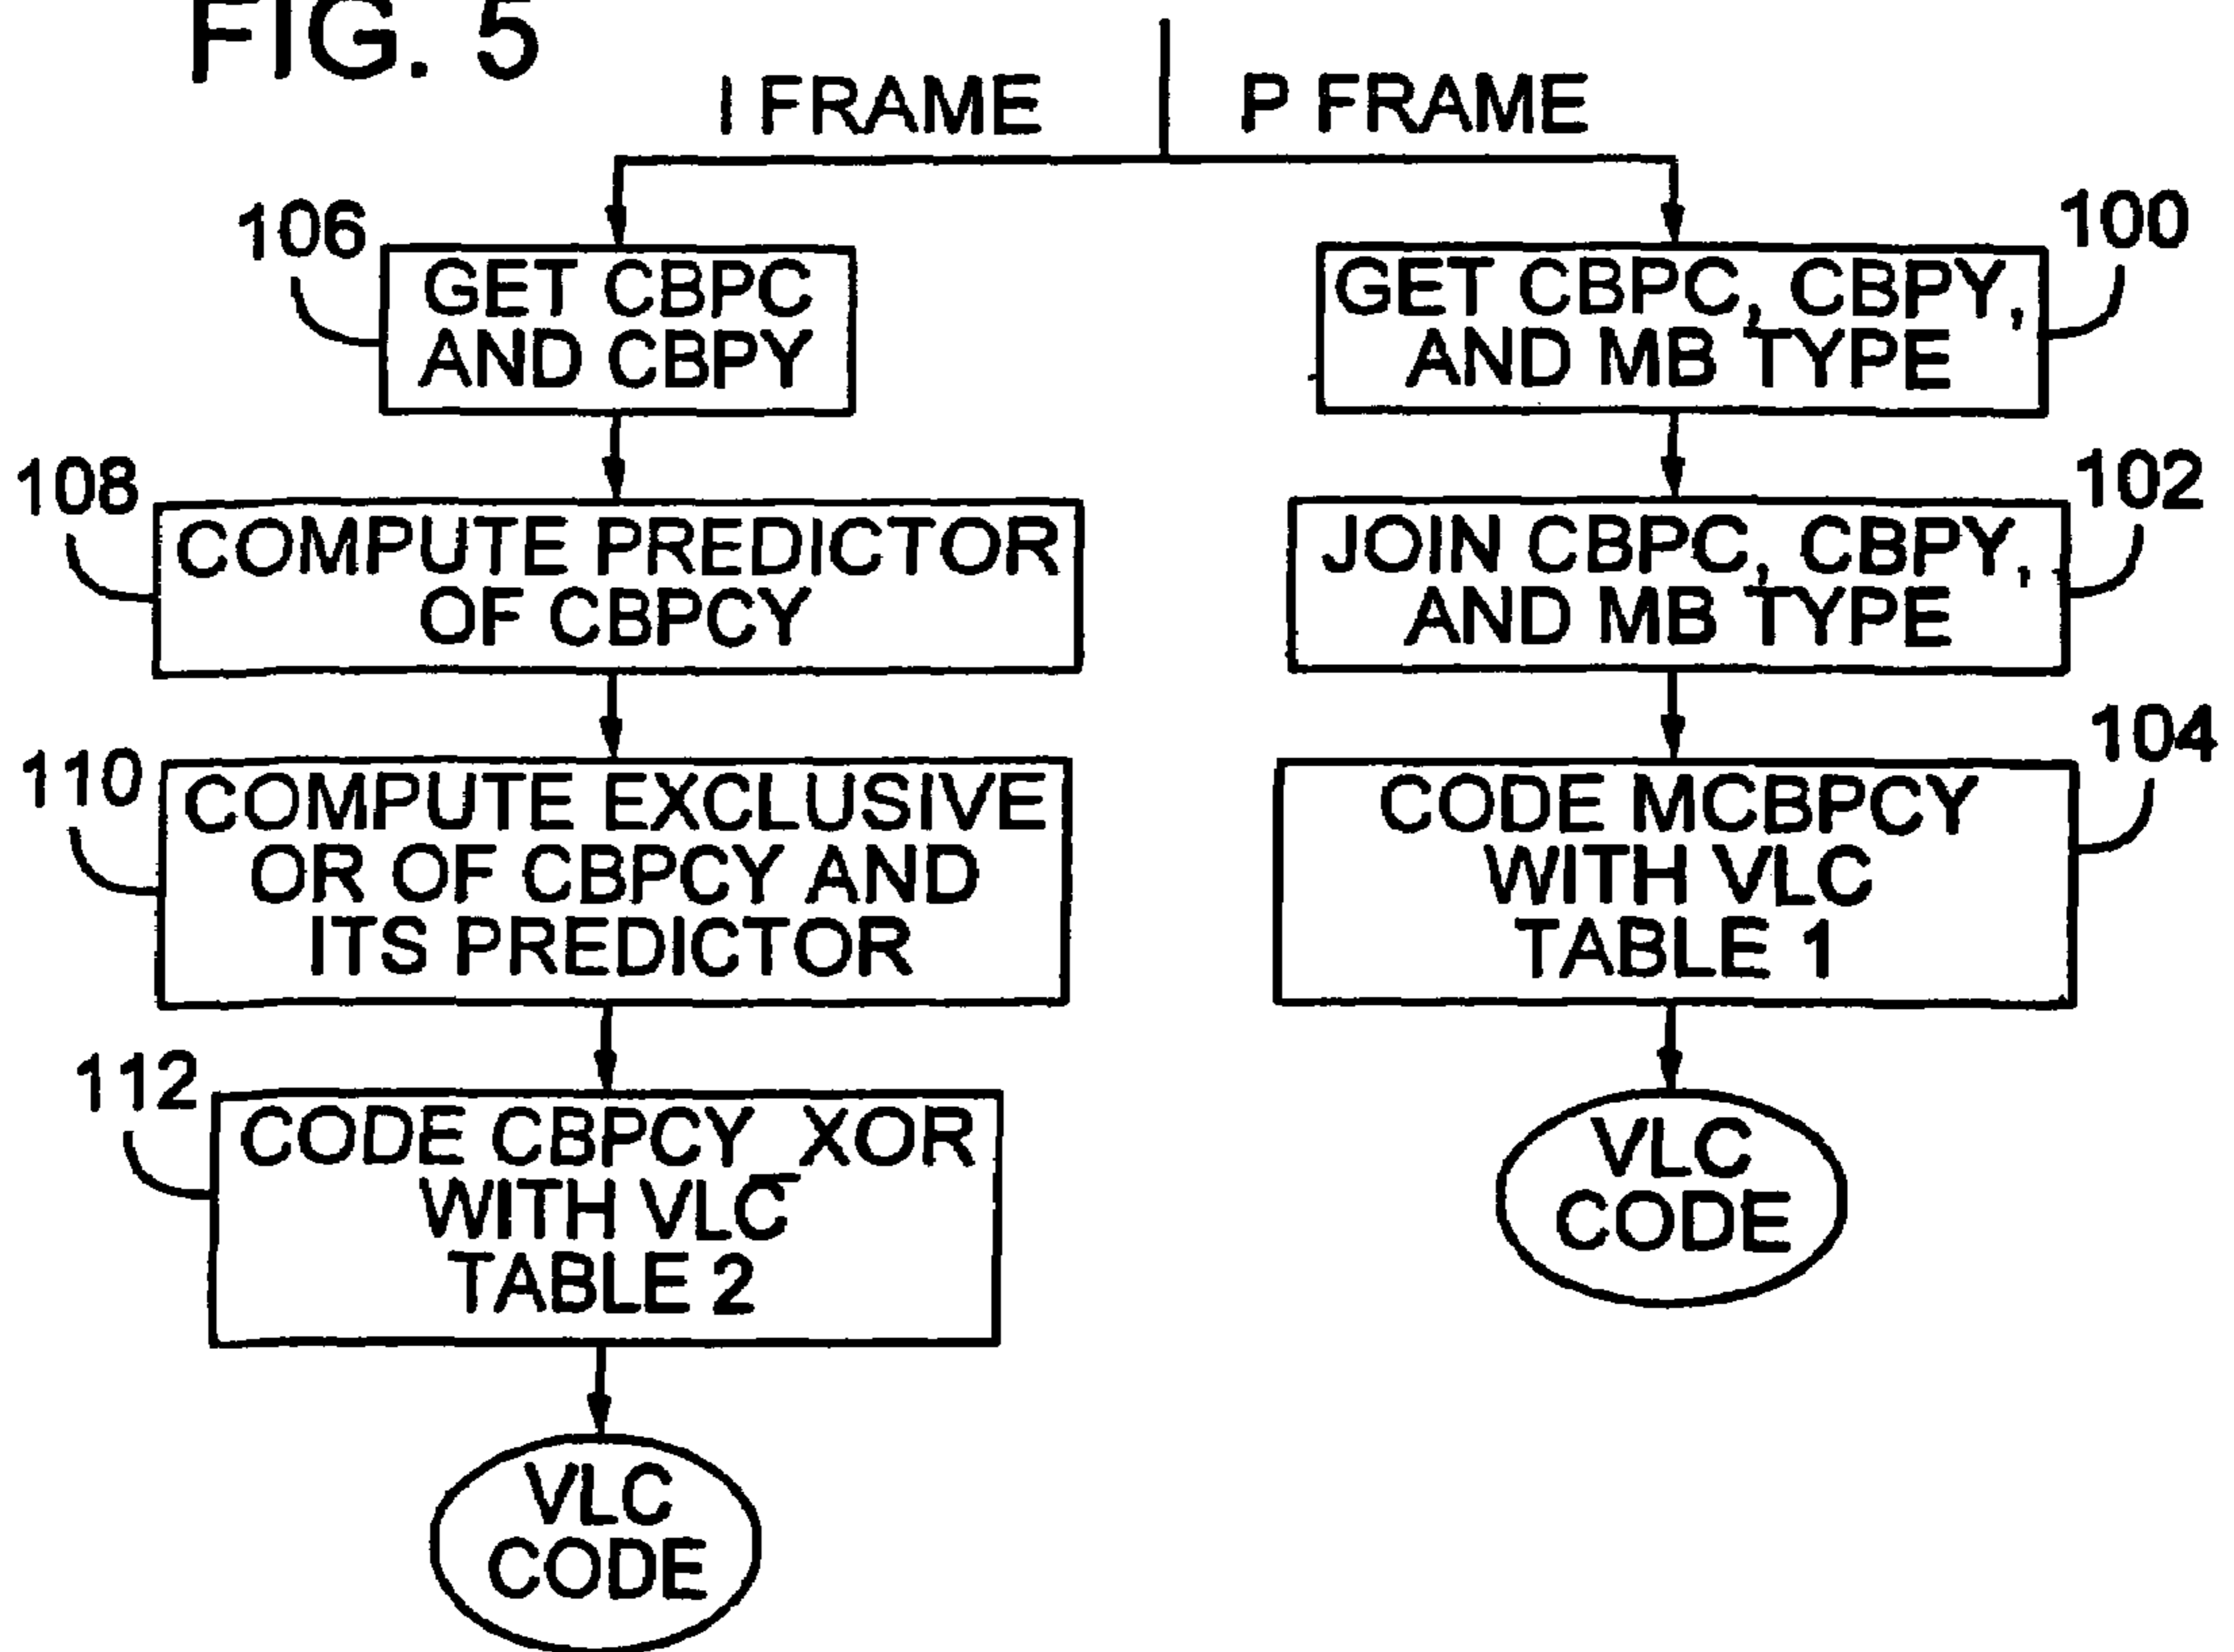 FIG. 5
I FRAME
P FRAME
106
GET CBPC
AND CBPY
108
COMPUTE PREDICTOR
OF CBPCY
110
COMPUTE EXCLUSIVE
OR OF CBPCY AND
ITS PREDICTOR
112
CODE CBPCY_XOR
WITH VLC
TABLE 2
VLC
CODE
100
GET CBPC, CBPY,
AND MB TYPE
102
JOIN CBPC, CBPY,
AND MB TYPE
104
CODE MCBPCY
WITH VLC
TABLE 1
VLC
CODE